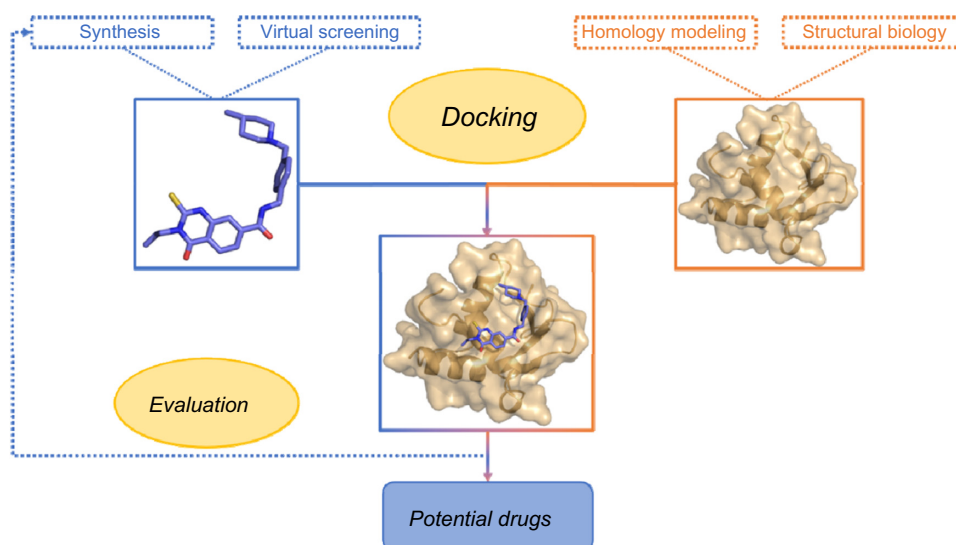 Synthesis
Virtual screening
Homology modeling
Structural biology
Docking
Evaluation
Potential drugs